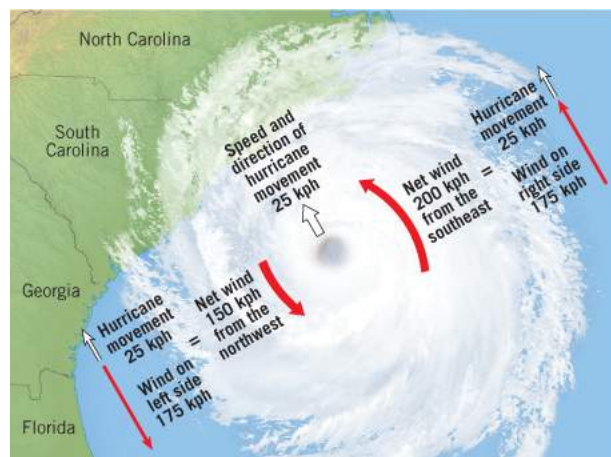 North Carolina
South
Carolina
Georgia
Florida
Speed and
direction of
hurricane
movement
25 kph
Hurricane
movement
25 kph
Wind on
right side
175 kph
=
Net wind
200 kph
from the
southeast
Hurricane
movement
25 kph
Wind on
left side
175 kph
=
Net wind
150 kph
from the
northwest